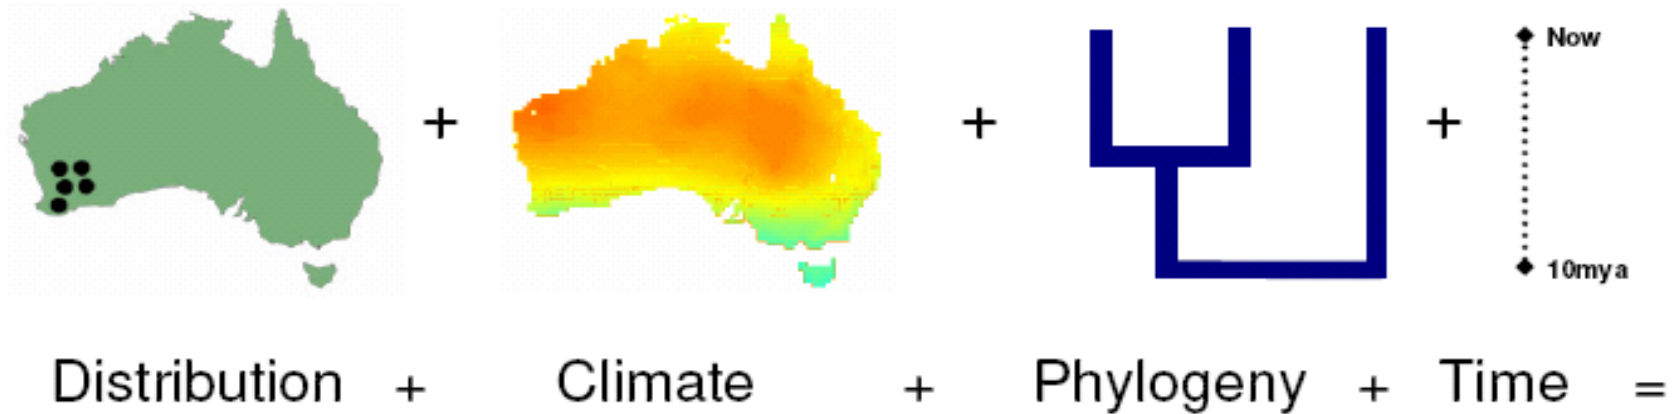 + + + Now
10mya
Distribution + Climate + Phylogeny + Time =